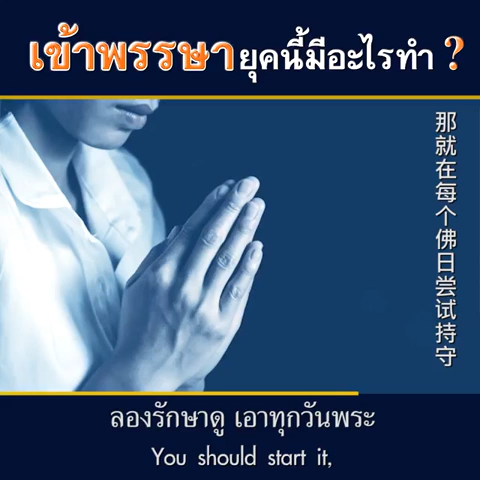 เข้าพรรษา ยุคนี้มีอะไรทำ ?
那就在每个佛日尝试持守
ลองรักษาดู เอาทุกวันพระ
You should start it,